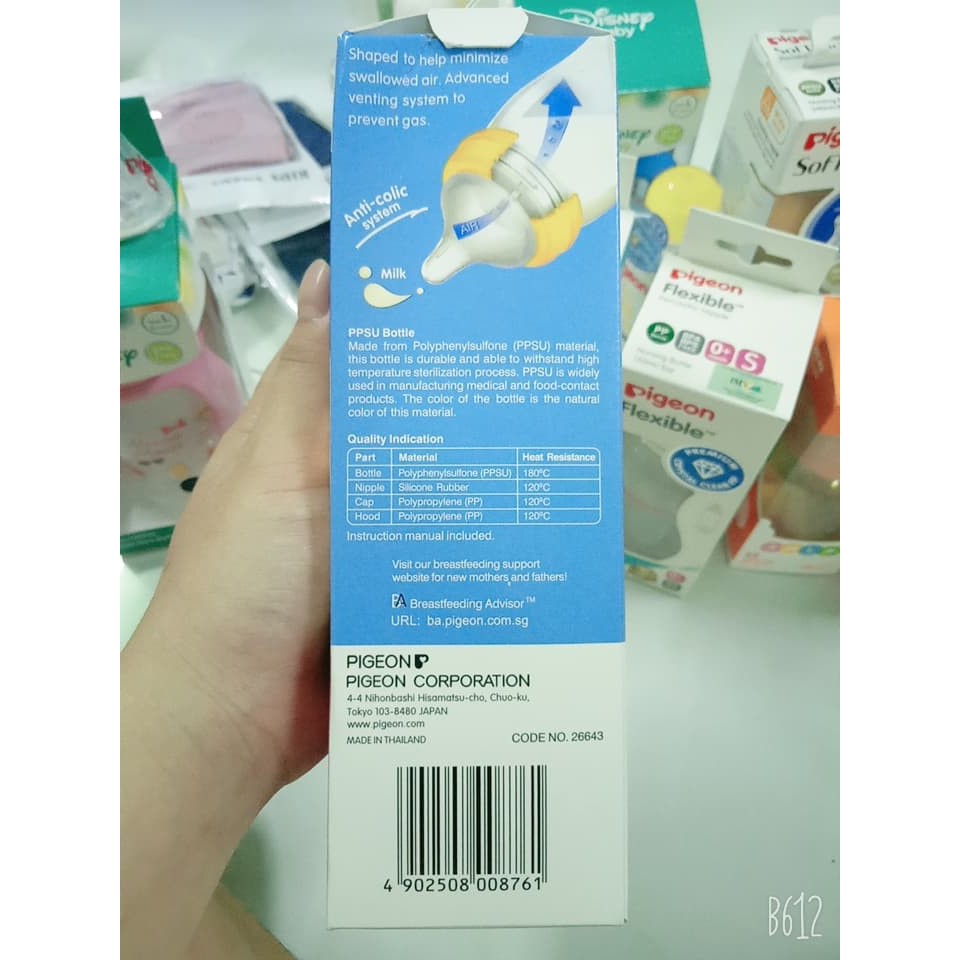 Shaped to help minimize
swallowed air. Advanced
venting system to
prevent gas.
Anti-colic
system
AIR
Milk
PPSU Bottle
Made from Polyphenylsulfone (PPSU) material,
this bottle is durable and able to withstand high
temperature sterilization process. PPSU is widely
used in manufacturing medical and food-contact
products. The color of the bottle is the natural
color of this material.
Quality Indication
Part Material Heat Resistance
Bottle Polyphenylsulfone (PPSU) 180ºC
Nipple Silicone Rubber 120ºC
Cap Polypropylene (PP) 120ºC
Hood Polypropylene (PP) 120ºC
Instruction manual included.
Visit our breastfeeding support
website for new mothers and fathers!
BA Breastfeeding Advisor™
URL: ba.pigeon.com.sg
PIGEON
PIGEON CORPORATION
4-4 Nihonbashi Hisamatsu-cho, Chuo-ku,
Tokyo 103-8480 JAPAN
www.pigeon.com
MADE IN THAILAND
CODE NO. 26643
4 902508 008761
Disney
Pigeon
Pigeon
Flexible™
PP
0+
S
Pigeon
Flexible™
PREMIUM
B612